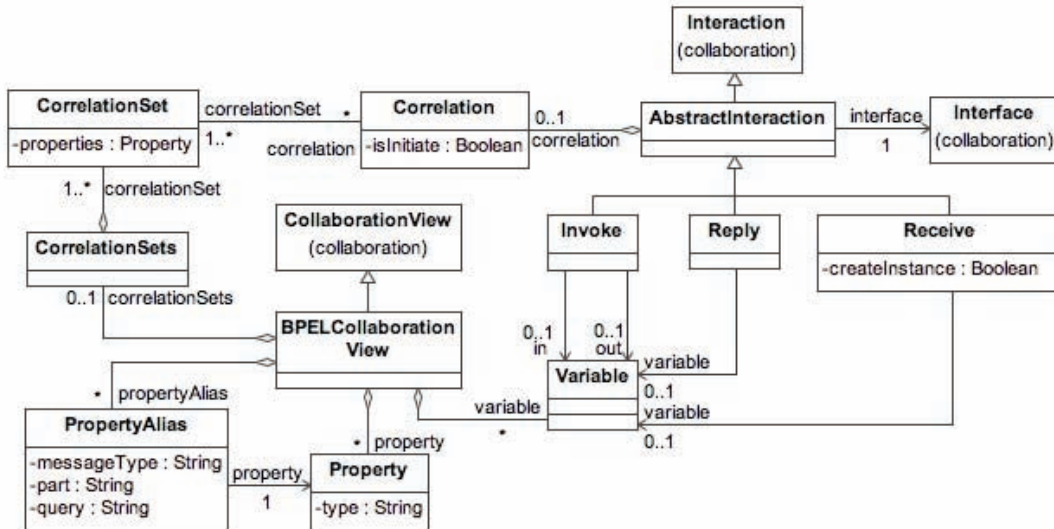 Interaction
(collaboration)
CorrelationSet
-properties : Property
correlationSet
*
1..*
correlation
Correlation
-isInitiate : Boolean
0..1
correlation
AbstractInteraction
interface
1
Interface
(collaboration)
1..*
correlationSet
CorrelationSets
0..1
correlationSets
CollaborationView
(collaboration)
Invoke
Reply
Receive
-createInstance : Boolean
BPELCollaboration
View
0..1
in
0..1
out
variable
0..1
Variable
variable
0..1
variable
*
* propertyAlias
PropertyAlias
-messageType : String
-part : String
-query : String
property
1
* property
Property
-type : String